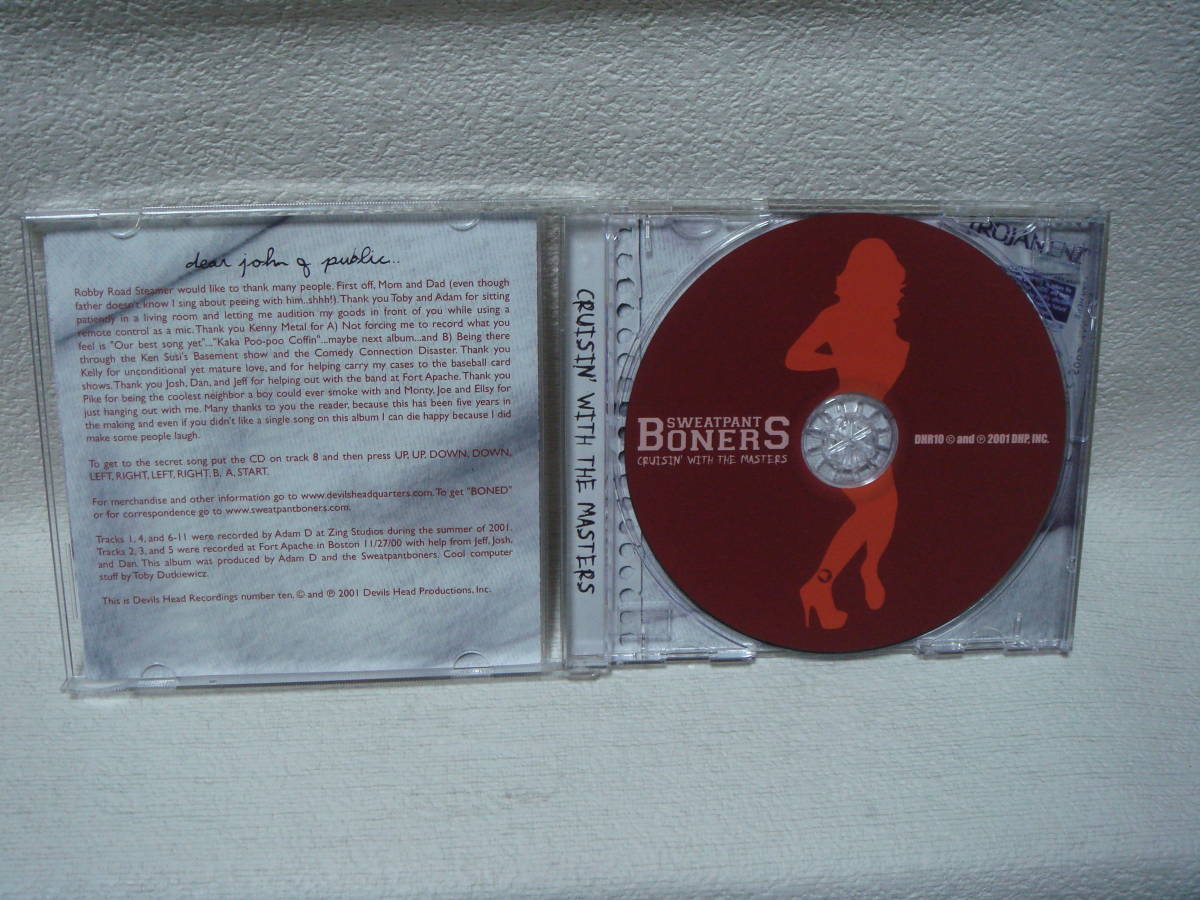 dear john q public..
Robby Road Steamer would like to thank many people. First off, Mom and Dad (even though
father doesn't know I sing about peeing with him..shhh!). Thank you Toby and Adam for sitting
patiently in a living room and letting me audition my goods in front of you while using a
remote control as a mic. Thank you Kenny Metal for A) Not forcing me to record what you
feel is "Our best song yet"..."Kaka Poo-poo Coffin"...maybe next album...and B) Being there
through the Ken Susi's Basement show and the Comedy Connection Disaster. Thank you
Kelly for unconditional yet mature love, and for helping carry my cases to the baseball card
shows. Thank you Josh, Dan, and Jeff for helping out with the band at Fort Apache. Thank you
Pike for being the coolest neighbor a boy could ever smoke with and Monty, Joe and Ellsy for
just hanging out with me. Many thanks to you the reader, because this has been five years in
the making and even if you didn't like a single song on this album I can die happy because I did
make some people laugh.
To get to the secret song put the CD on track 8 and then press UP, UP, DOWN, DOWN,
LEFT, RIGHT, LEFT, RIGHT, B, A, START.
For merchandise and other information go to www.devilsheadquarters.com. To get "BONED"
or for correspondence go to www.sweatpantboners.com.
Tracks 1, 4, and 6-11 were recorded by Adam D at Zing Studios during the summer of 2001.
Tracks 2, 3, and 5 were recorded at Fort Apache in Boston 11/27/00 with help from Jeff, Josh,
and Dan. This album was produced by Adam D and the Sweatpantboners. Cool computer
stuff by Toby Dutkiewicz.
This is Devils Head Recordings number ten. © and ℗ 2001 Devils Head Productions, Inc.
CRUISIN' WITH THE MASTERS
SWEATPANT
BONERS
CRUISIN' WITH THE MASTERS
DHR10 © and ℗ 2001 DHP, INC.
TROJAN ENZ